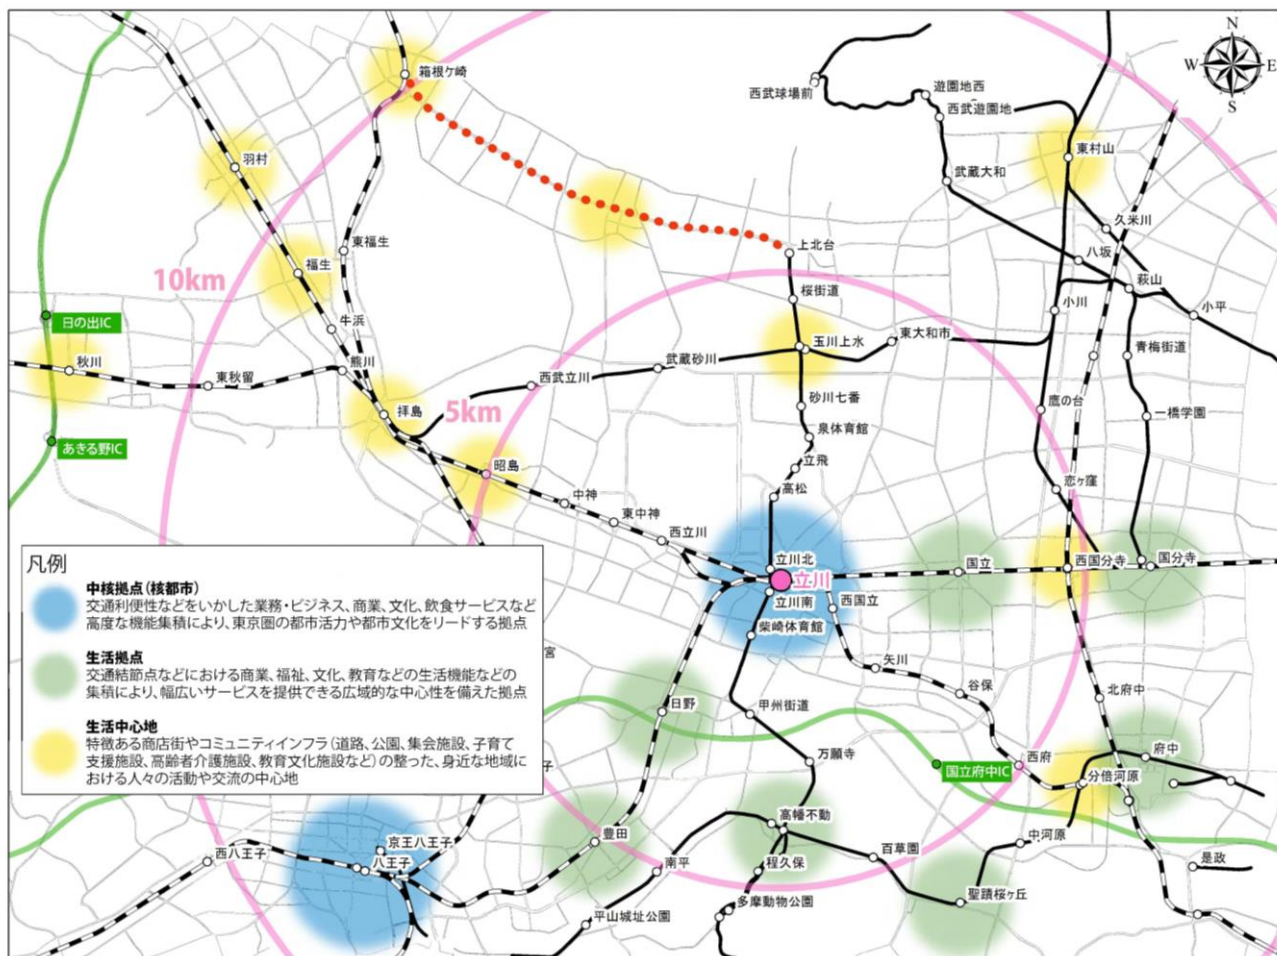 N
W
E
S
箱根ケ崎
西武球場前
遊園地西
西武遊園地
東村山
羽村
武蔵大和
久米川
東福生
上北台
八坂
福生
10km
萩山
桜街道
小川
小平
日の出IC
牛浜
玉川上水
東大和市
青梅街道
秋川
東秋留
熊川
武蔵砂川
西武立川
砂川七番
鷹の台
一橋学園
拝島
5km
泉体育館
あきる野IC
昭島
立飛
高松
恋ヶ窪
中神
東中神
西立川
立川北
立川
国立
西国分寺
国分寺
立川南
西国立
柴崎体育館
凡例
中核拠点（核都市）
交通利便性などをいかした業務・ビジネス、商業、文化、飲食サービスなど
高度な機能集積により、東京圏の都市活力や都市文化をリードする拠点
生活拠点
交通結節点などにおける商業、福祉、文化、教育などの生活機能などの
集積により、幅広いサービスを提供できる広域的な中心性を備えた拠点
生活中心地
特徴ある商店街やコミュニティインフラ（道路、公園、集会施設、子育て
支援施設、高齢者介護施設、教育文化施設など）の整った、身近な地域に
おける人々の活動や交流の中心地
宮
子
矢川
谷保
北府中
日野
甲州街道
万願寺
西府
府中
国立府中IC
分倍河原
高幡不動
豊田
京王八王子
西八王子
八王子
南平
程久保
百草園
中河原
是政
聖蹟桜ヶ丘
多摩動物公園
平山城址公園